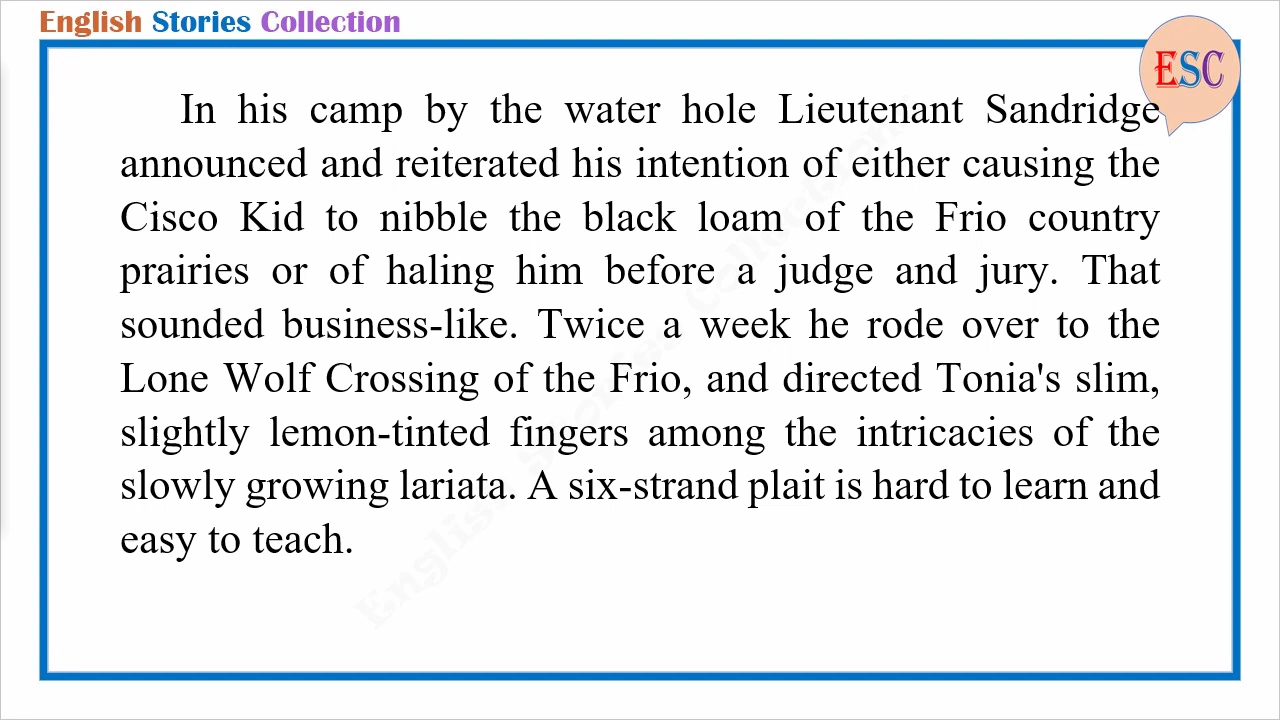 English Stories Collection
ESC
In his camp by the water hole Lieutenant Sandridge
announced and reiterated his intention of either causing the
Cisco Kid to nibble the black loam of the Frio country
prairies or of haling him before a judge and jury. That
sounded business-like. Twice a week he rode over to the
Lone Wolf Crossing of the Frio, and directed Tonia's slim,
slightly lemon-tinted fingers among the intricacies of the
slowly growing lariata. A six-strand plait is hard to learn and
easy to teach.
English Stories Collection